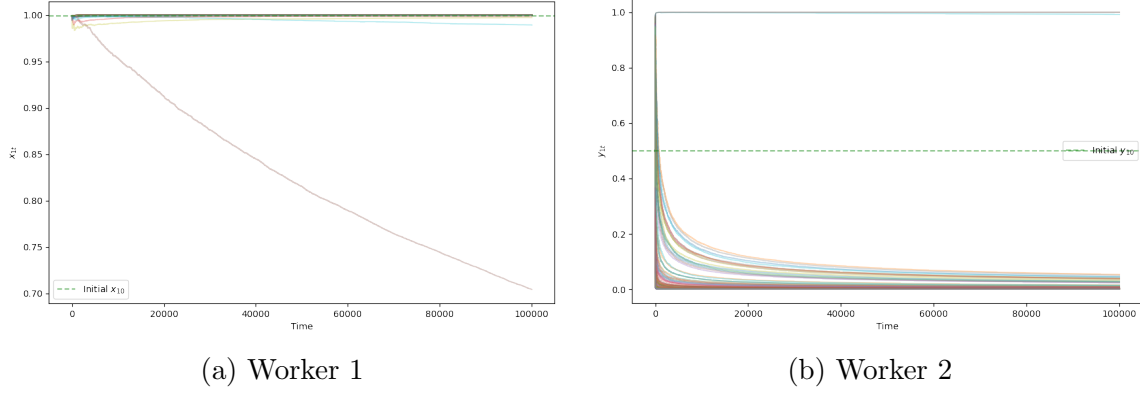 1.00
0.95
0.90
0.85
0.80
0.75
0.70
x₁ₜ
Initial x₁₀
0 20000 40000 60000 80000 100000
Time
(a) Worker 1
1.0
0.8
0.6
0.4
0.2
0.0
y₁ₜ
Initial y₁₀
0 20000 40000 60000 80000 100000
Time
(b) Worker 2